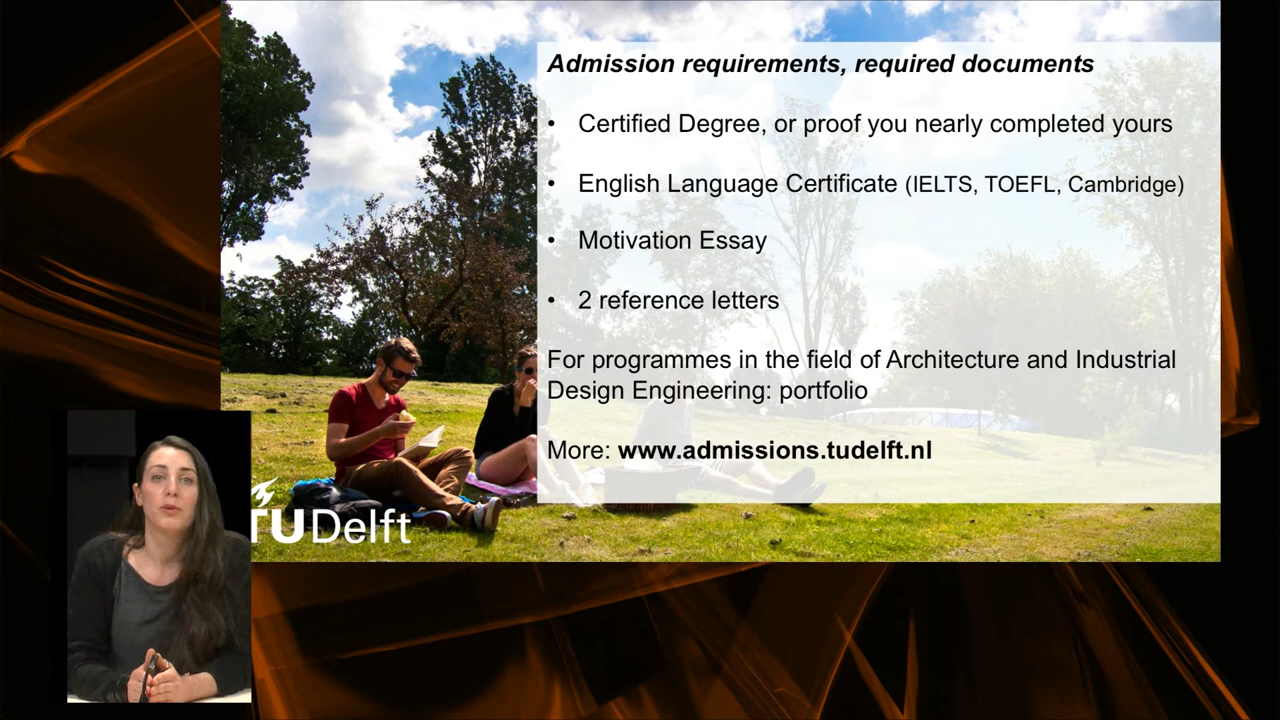 Admission requirements, required documents
• Certified Degree, or proof you nearly completed yours
• English Language Certificate (IELTS, TOEFL, Cambridge)
• Motivation Essay
• 2 reference letters
For programmes in the field of Architecture and Industrial
Design Engineering: portfolio
More: www.admissions.tudelft.nl
TUDelft